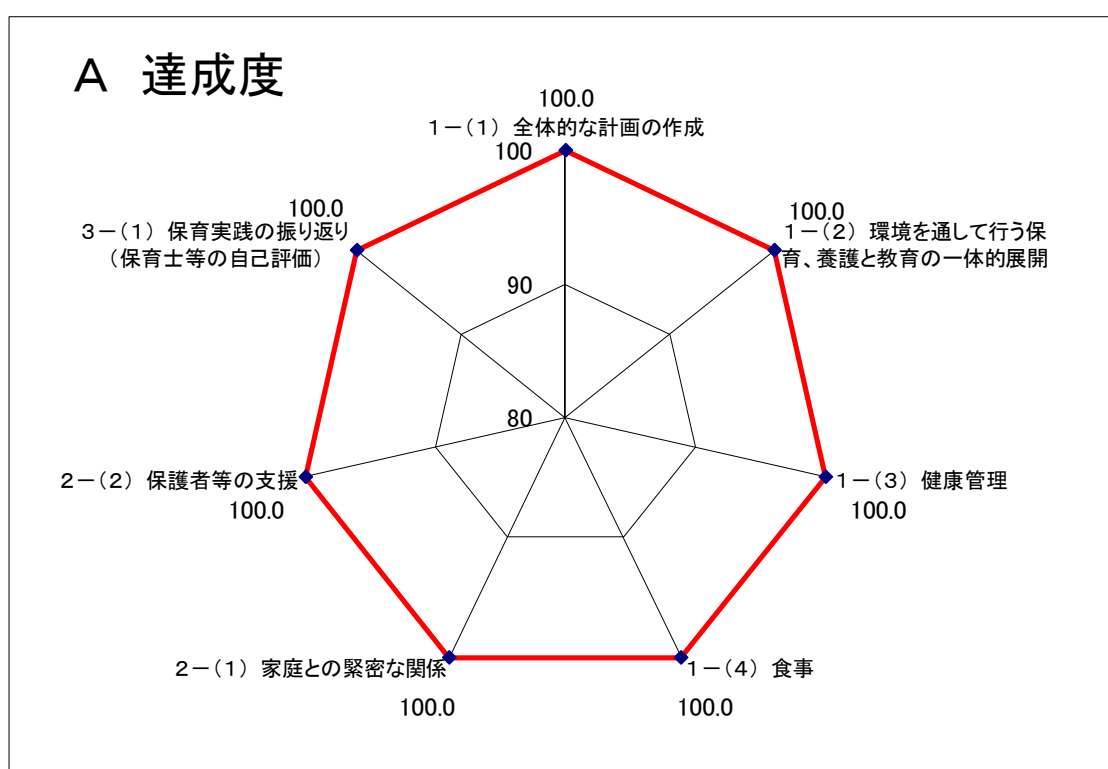 A 達成度
100.0
1－(1) 全体的な計画の作成
100
90
80
100.0
1－(2) 環境を通して行う保
育、養護と教育の一体的展開
1－(3) 健康管理
100.0
1－(4) 食事
100.0
2－(1) 家庭との緊密な関係
100.0
2－(2) 保護者等の支援
100.0
100.0
3－(1) 保育実践の振り返り
（保育士等の自己評価）